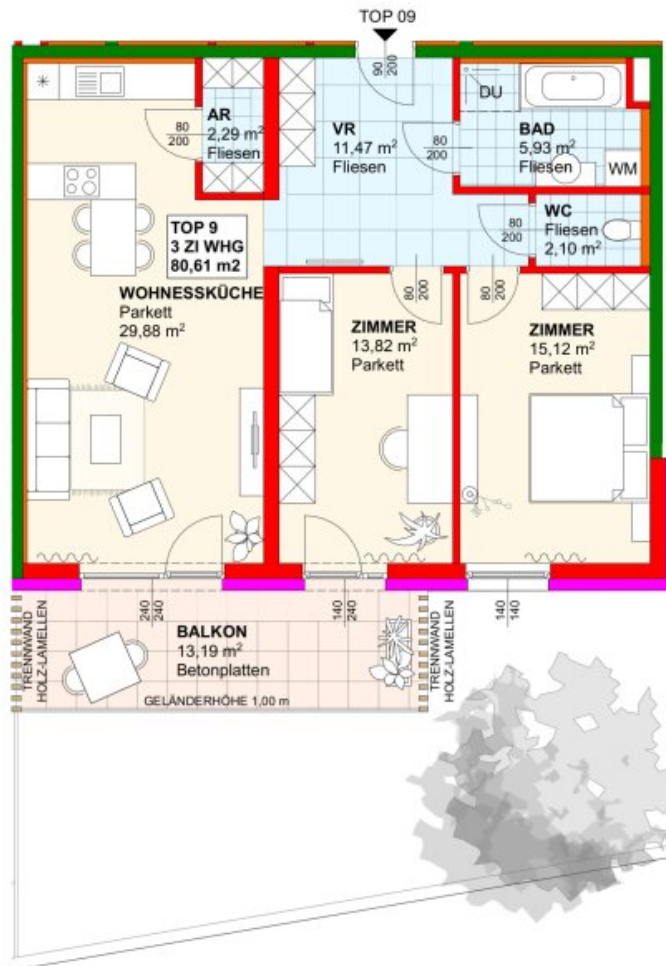 TOP 09
90
200
AR
2,29 m²
Fliesen
80
200
VR
11,47 m²
Fliesen
80
200
DU
BAD
5,93 m²
Fliesen
WM
WC
Fliesen
2,10 m²
80
200
TOP 9
3 ZI WHG
80,61 m2
WOHNESSKÜCHE
Parkett
29,88 m²
80
200
80
200
ZIMMER
13,82 m²
Parkett
ZIMMER
15,12 m²
Parkett
240
240
140
240
140
140
TRENNWAND
HOLZ-LAMELLEN
BALKON
13,19 m²
Betonplatten
GELÄNDERHÖHE 1,00 m
TRENNWAND
HOLZ-LAMELLEN